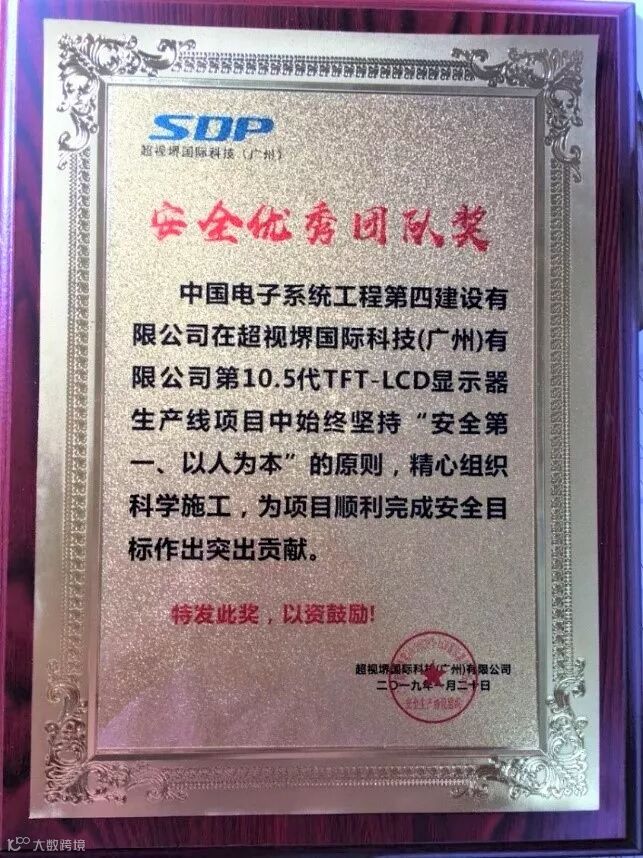 SDP
超视堺国际科技（广州）
安全优秀团队奖
中国电子系统工程第四建设有
限公司在超视堺国际科技(广州)有
限公司第10.5代TFT-LCD显示器
生产线项目中始终坚持“安全第
一、以人为本”的原则，精心组织
科学施工，为项目顺利完成安全目
标作出突出贡献。
特发此奖，以资鼓励!
超视堺国际科技(广州)有限公司
二〇一九年一月二十日
大数跨境